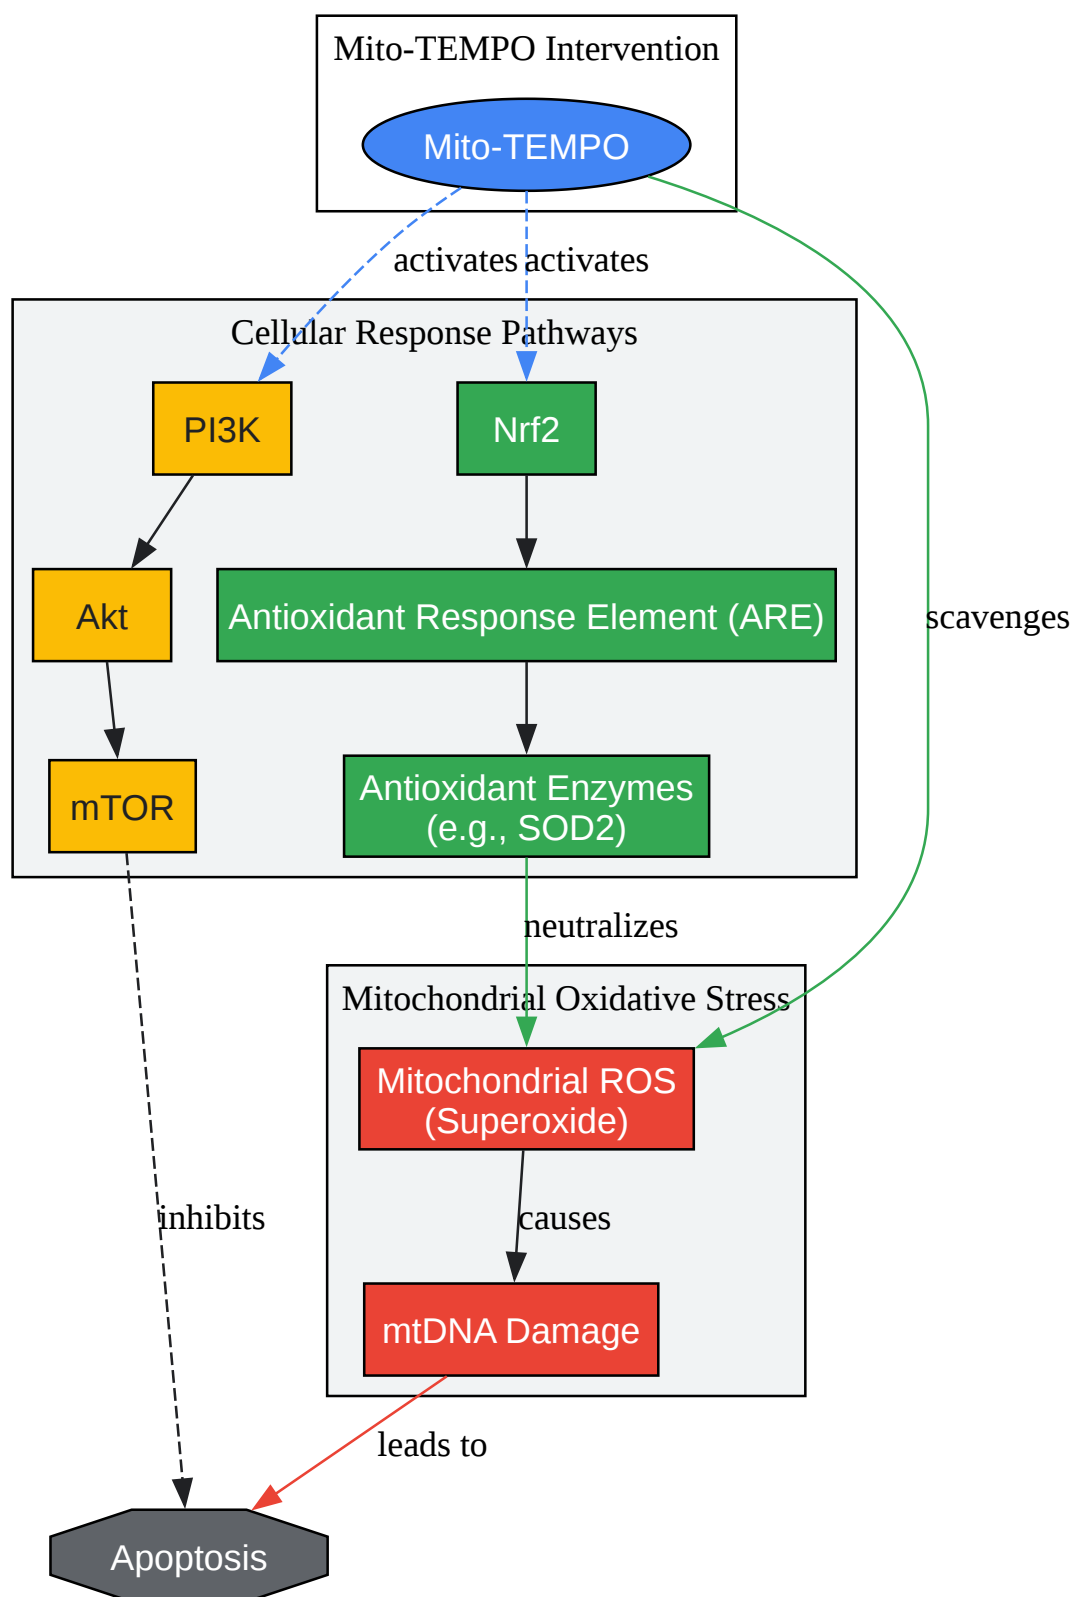 Mito-TEMPO Intervention
Mito-TEMPO
activates
activates
Cellular Response Pathways
PI3K
Nrf2
Akt
Antioxidant Response Element (ARE)
scavenges
mTOR
Antioxidant Enzymes
(e.g., SOD2)
neutralizes
Mitochondrial Oxidative Stress
Mitochondrial ROS
(Superoxide)
inhibits
causes
mtDNA Damage
leads to
Apoptosis